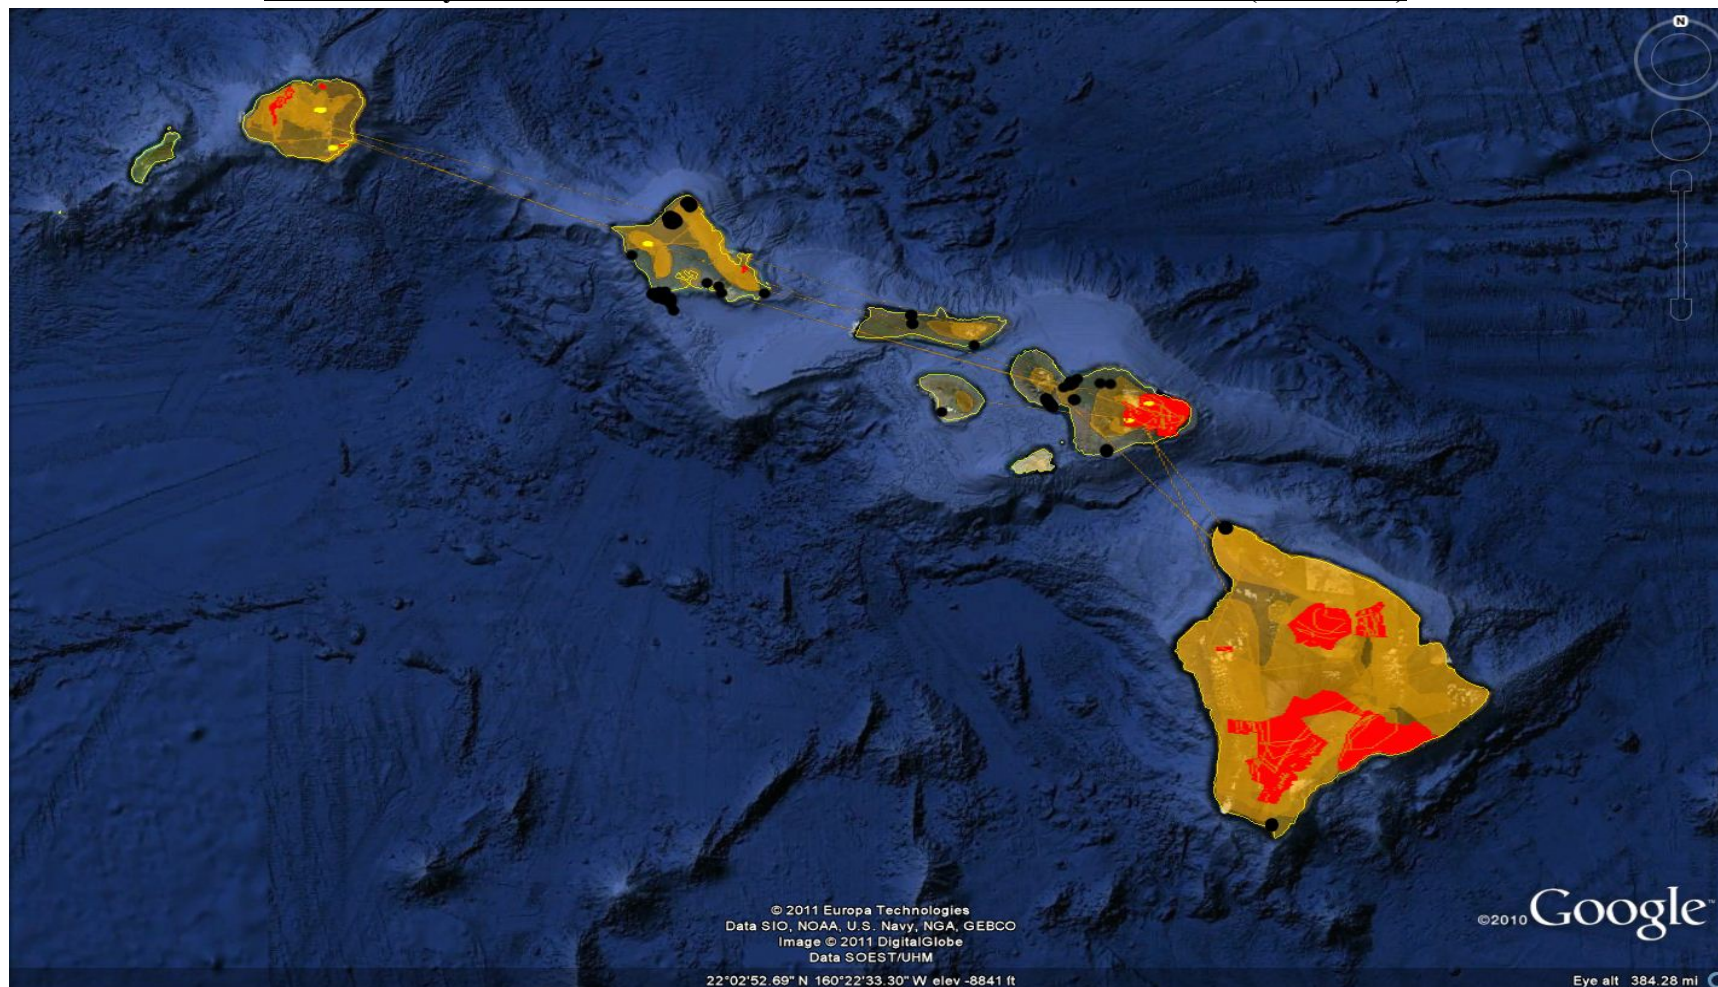 N
© 2011 Europa Technologies
Data SIO, NOAA, U.S. Navy, NGA, GEBCO
Image © 2011 DigitalGlobe
Data SOEST/UHM
©2010 Google™
22°02'52.69" N 160°22'33.30" W elev -8841 ft
Eye alt 384.28 mi